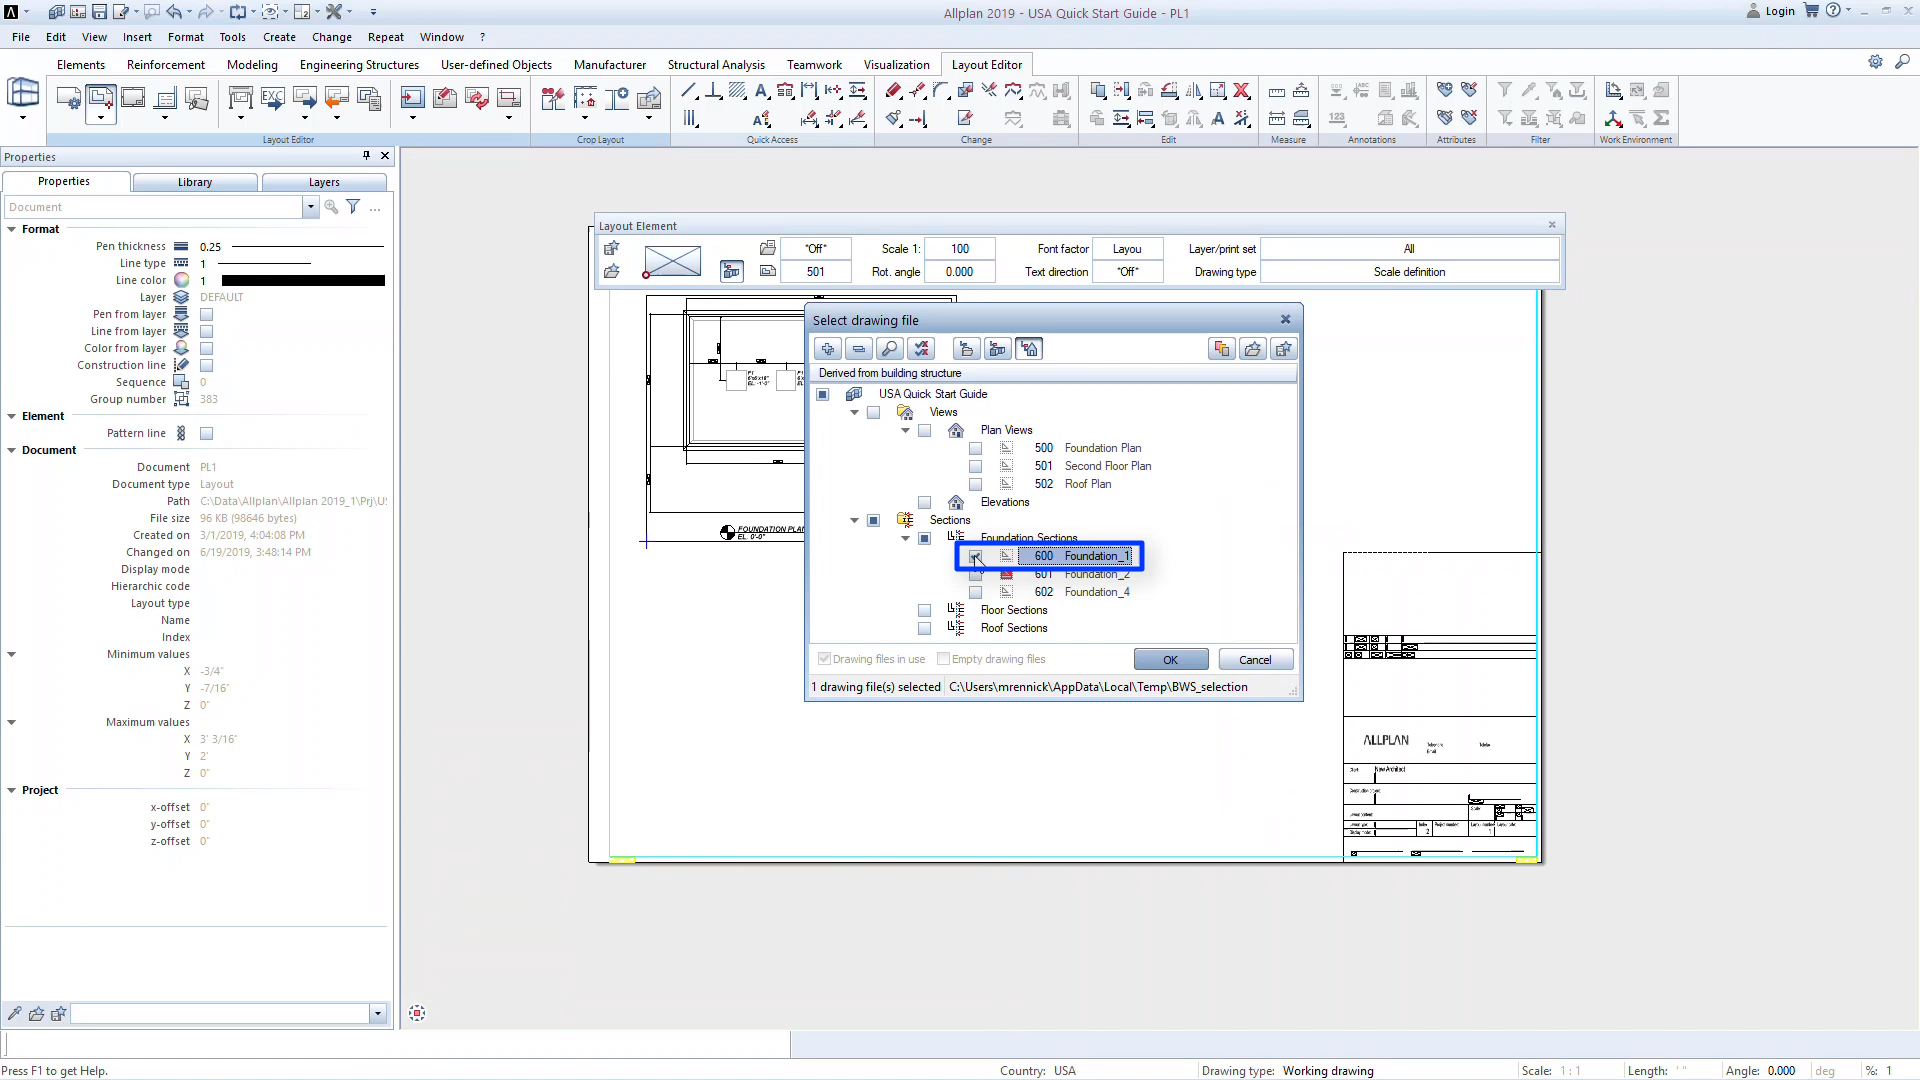 Allplan 2019 - USA Quick Start Guide - PL1
Login
File Edit View Insert Format Tools Create Change Repeat Window ?
Elements Reinforcement Modeling Engineering Structures User-defined Objects Manufacturer Structural Analysis Teamwork Visualization Layout Editor
EXC
123
Layout Editor Crop Layout Quick Access Change Edit Measure Annotations Attributes Filter Work Environment
Properties
Properties Library Layers
Document
Format
Pen thickness 0.25
Line type 1
Line color 1
Layer DEFAULT
Pen from layer
Line from layer
Color from layer
Construction line
Sequence 0
Group number 383
Element
Pattern line
Document
Document PL1
Document type Layout
Path C:\Data\Allplan\Allplan 2019_1\Prj\US
File size 96 KB (98646 bytes)
Created on 3/1/2019, 4:04:08 PM
Changed on 6/19/2019, 3:48:14 PM
Display mode
Hierarchic code
Layout type
Name
Index
Minimum values
X -3/4"
Y -7/16"
Z 0"
Maximum values
X 3' 3/16"
Y 2'
Z 0"
Project
x-offset 0"
y-offset 0"
z-offset 0"
Layout Element
*Off* Scale 1: 100 Font factor Layou Layer/print set All
501 Rot. angle 0.000 Text direction *Off* Drawing type Scale definition
FOUNDATION PLAN
EL. 0'-0"
Select drawing file
Derived from building structure
USA Quick Start Guide
Views
Plan Views
500 Foundation Plan
501 Second Floor Plan
502 Roof Plan
Elevations
Sections
Foundation Sections
600 Foundation_1
601 Foundation_2
602 Foundation_4
Floor Sections
Roof Sections
Drawing files in use Empty drawing files OK Cancel
1 drawing file(s) selected C:\Users\mrennick\AppData\Local\Temp\BWS_selection
ALLPLAN
New Architect
Press F1 to get Help. Country: USA Drawing type: Working drawing Scale: 1 : 1 Length: ' " Angle: 0.000 deg %: 1